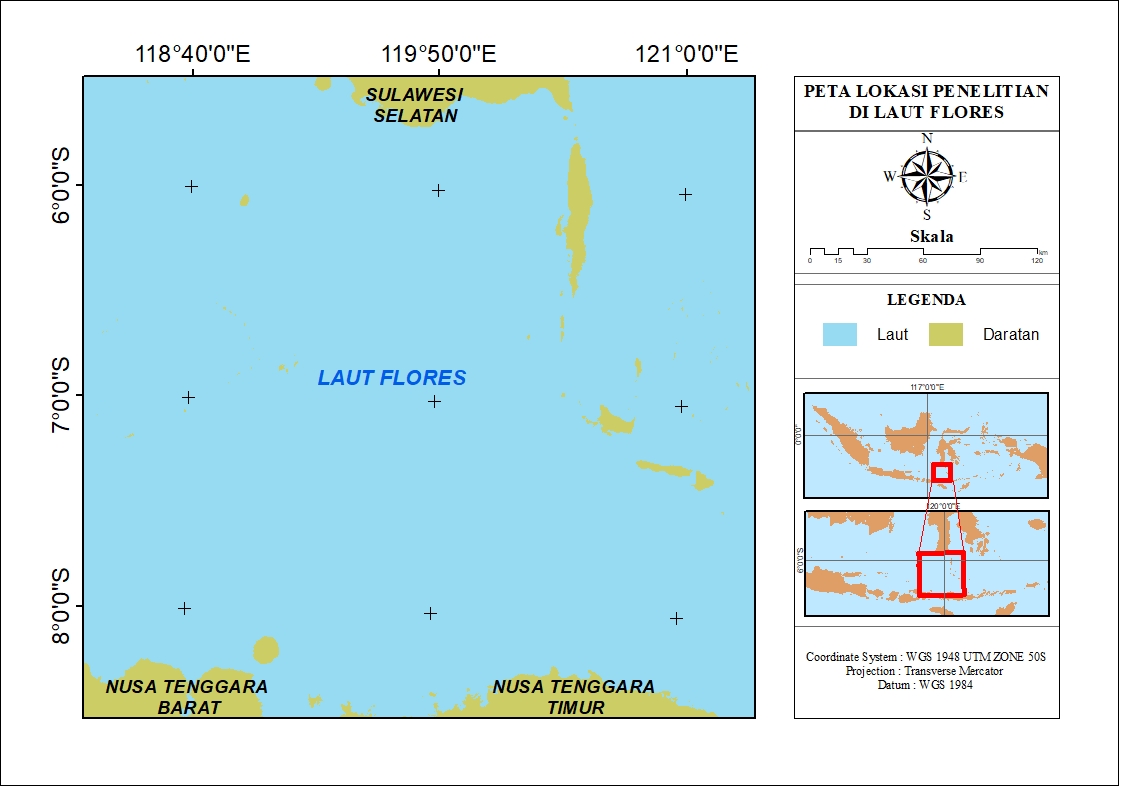 118°40'0"E 119°50'0"E 121°0'0"E
6°0'0"S
7°0'0"S
8°0'0"S
SULAWESI
SELATAN
LAUT FLORES
NUSA TENGGARA
BARAT
NUSA TENGGARA
TIMUR
PETA LOKASI PENELITIAN
DI LAUT FLORES
N
W E
S
Skala
km
0 15 30 60 90 120
LEGENDA
Laut Daratan
117°0'0"E
0°0'0"
120°0'0"E
6°0'0"S
Coordinate System : WGS 1948 UTM ZONE 50S
Projection : Transverse Mercator
Datum : WGS 1984